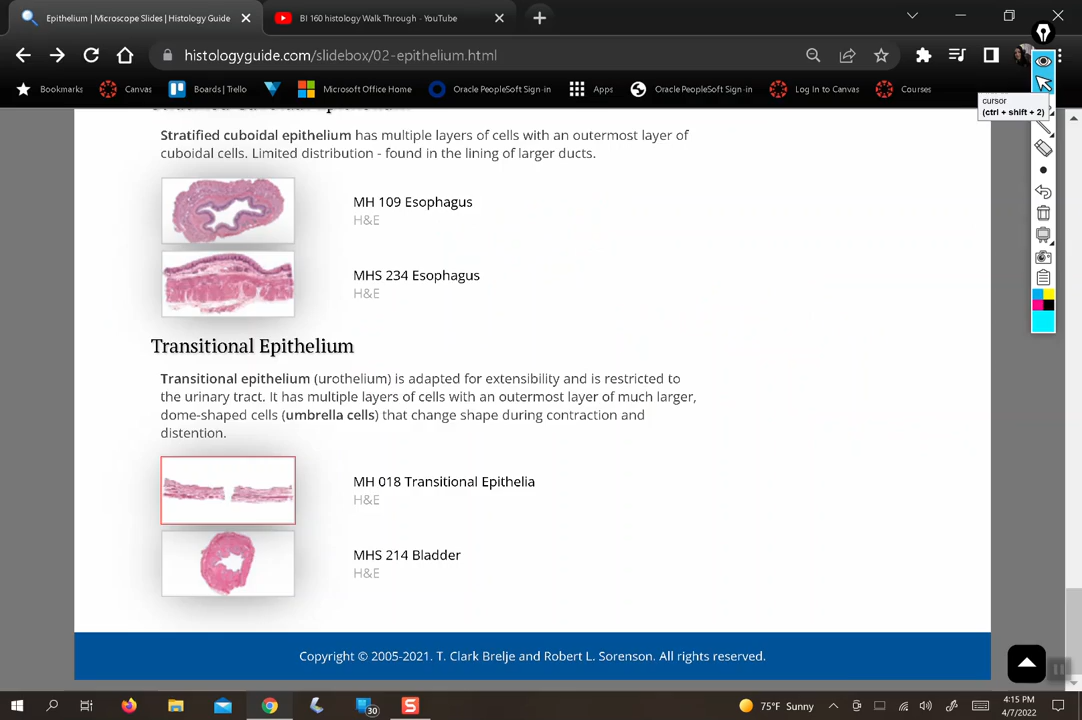 Epithelium | Microscope Slides | Histology Guide
BI 160 histology Walk Through - YouTube
histologyguide.com/slidebox/02-epithelium.html
Bookmarks
Canvas
Boards | Trello
Microsoft Office Home
Oracle PeopleSoft Sign-in
Apps
Oracle PeopleSoft Sign-in
Log In to Canvas
Courses
cursor
(ctrl + shift + 2)
Stratified cuboidal epithelium has multiple layers of cells with an outermost layer of
cuboidal cells. Limited distribution - found in the lining of larger ducts.
MH 109 Esophagus
H&E
MHS 234 Esophagus
H&E
Transitional Epithelium
Transitional epithelium (urothelium) is adapted for extensibility and is restricted to
the urinary tract. It has multiple layers of cells with an outermost layer of much larger,
dome-shaped cells (umbrella cells) that change shape during contraction and
distention.
MH 018 Transitional Epithelia
H&E
MHS 214 Bladder
H&E
Copyright © 2005-2021. T. Clark Brelje and Robert L. Sorenson. All rights reserved.
30
75°F Sunny
4:15 PM
4/7/2022